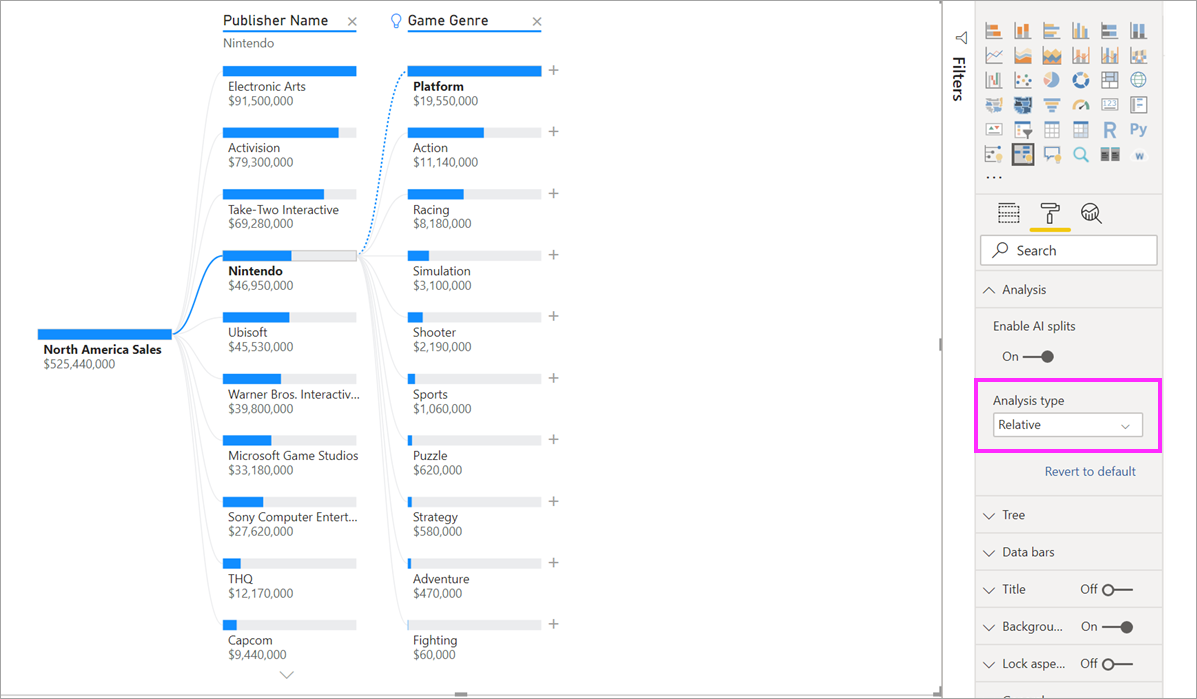 Publisher Name
Nintendo
Game Genre
North America Sales
$525,440,000
Electronic Arts
$91,500,000
Activision
$79,300,000
Take-Two Interactive
$69,280,000
Nintendo
$46,950,000
Ubisoft
$45,530,000
Warner Bros. Interactiv...
$39,800,000
Microsoft Game Studios
$33,180,000
Sony Computer Entert...
$27,620,000
THQ
$12,170,000
Capcom
$9,440,000
Platform
$19,550,000
Action
$11,140,000
Racing
$8,180,000
Simulation
$3,100,000
Shooter
$2,190,000
Sports
$1,060,000
Puzzle
$620,000
Strategy
$580,000
Adventure
$470,000
Fighting
$60,000
Filters
123
R
Py
W
...
Search
Analysis
Enable AI splits
On
Analysis type
Relative
Revert to default
Tree
Data bars
Title Off
Backgrou... On
Lock aspe... Off